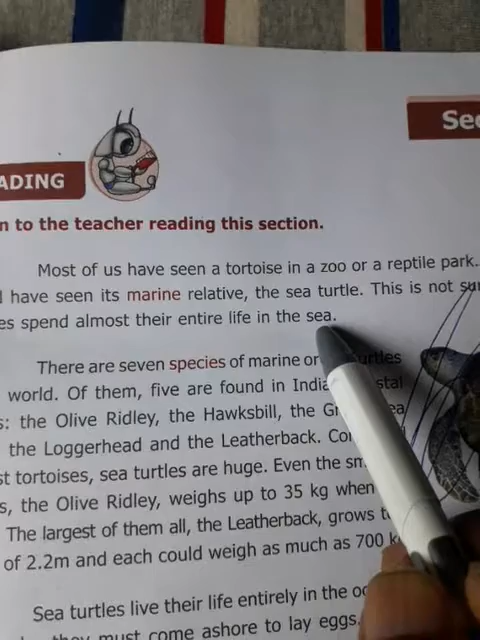 Sec
ADING
n to the teacher reading this section.
Most of us have seen a tortoise in a zoo or a reptile park.
l have seen its marine relative, the sea turtle. This is not sur
es spend almost their entire life in the sea.
There are seven species of marine or turtles
world. Of them, five are found in India stal
s: the Olive Ridley, the Hawksbill, the Gr ea
the Loggerhead and the Leatherback. Co
st tortoises, sea turtles are huge. Even the sm
s, the Olive Ridley, weighs up to 35 kg when
The largest of them all, the Leatherback, grows t
of 2.2m and each could weigh as much as 700 k
Sea turtles live their life entirely in the oc
they must come ashore to lay eggs.